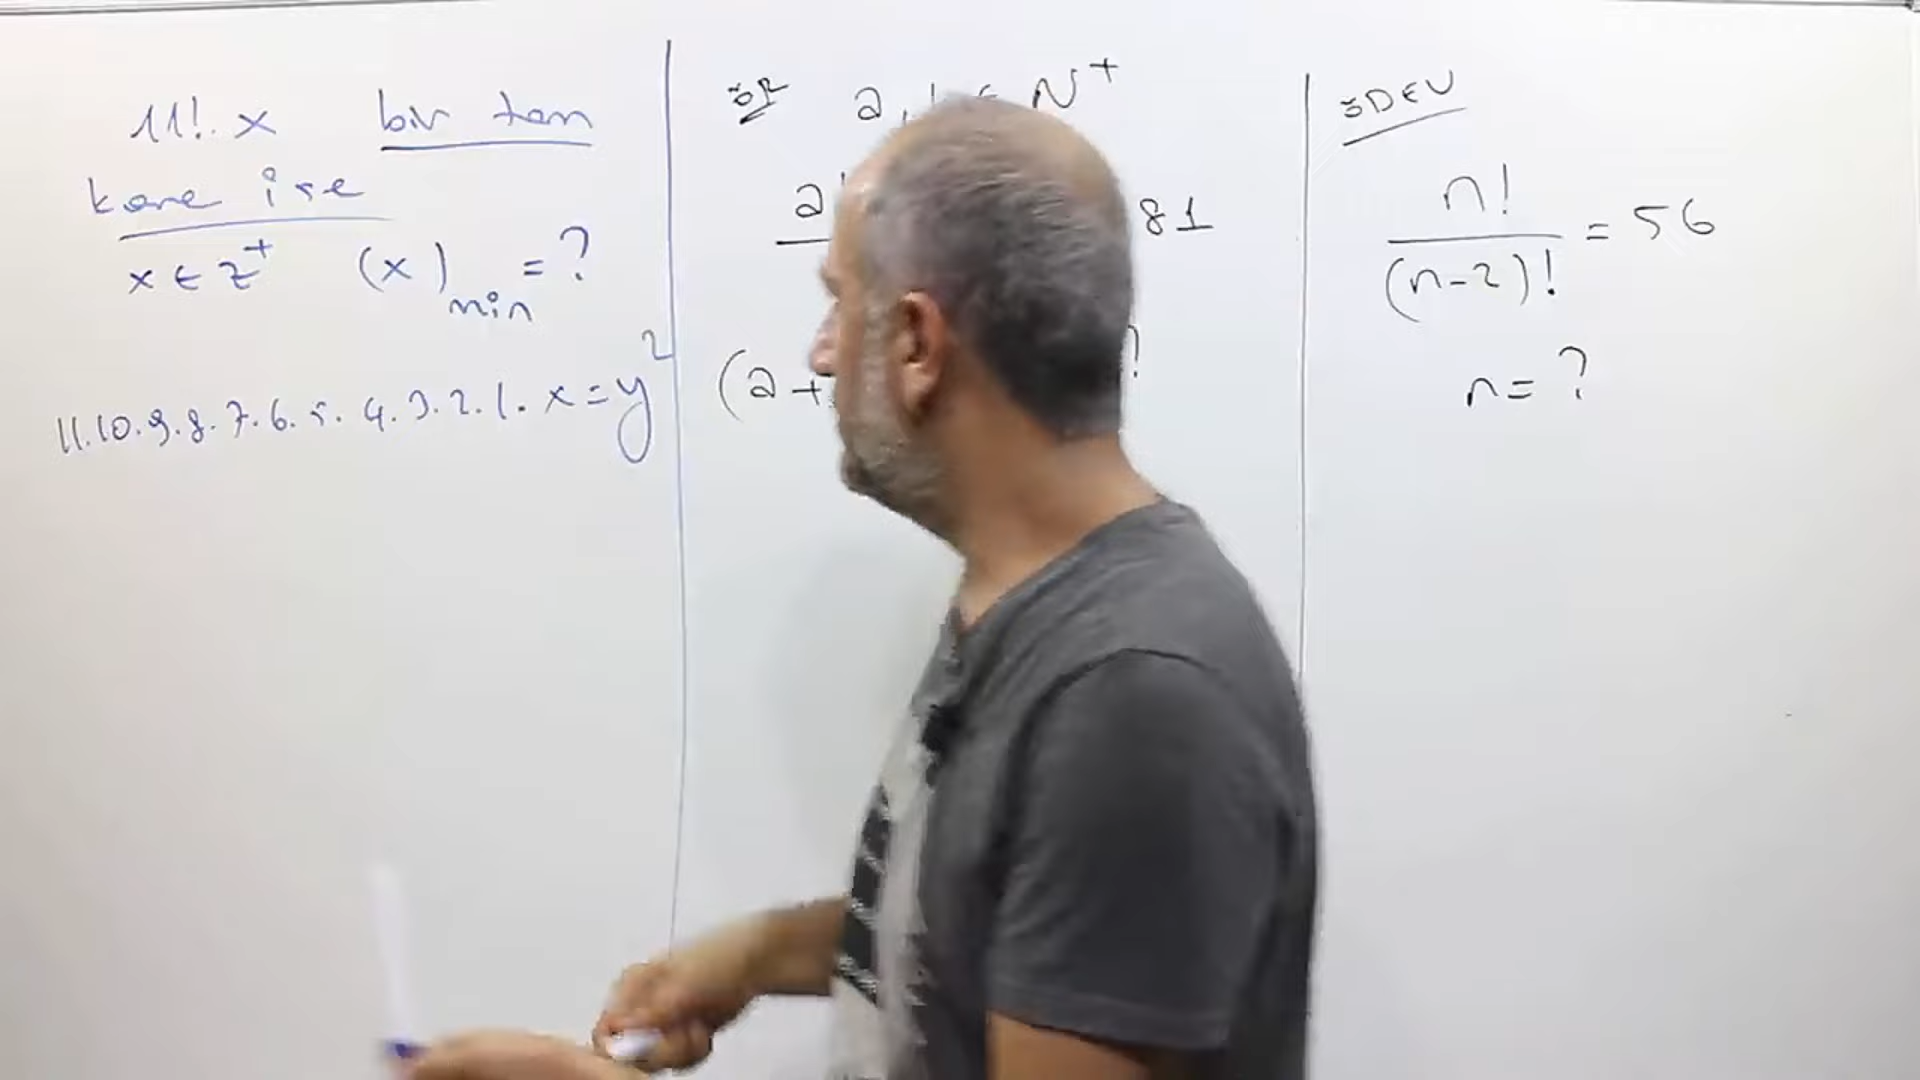 11!.x bir tam
kare ise
x ∈ Z⁺ (x)min = ?
11.10.9.8.7.6.5.4.3.2.1.x = y²
ÖR a, N⁺
a 81
(a+ ?
ÖDEV
n!
(n-2)! = 56
n = ?